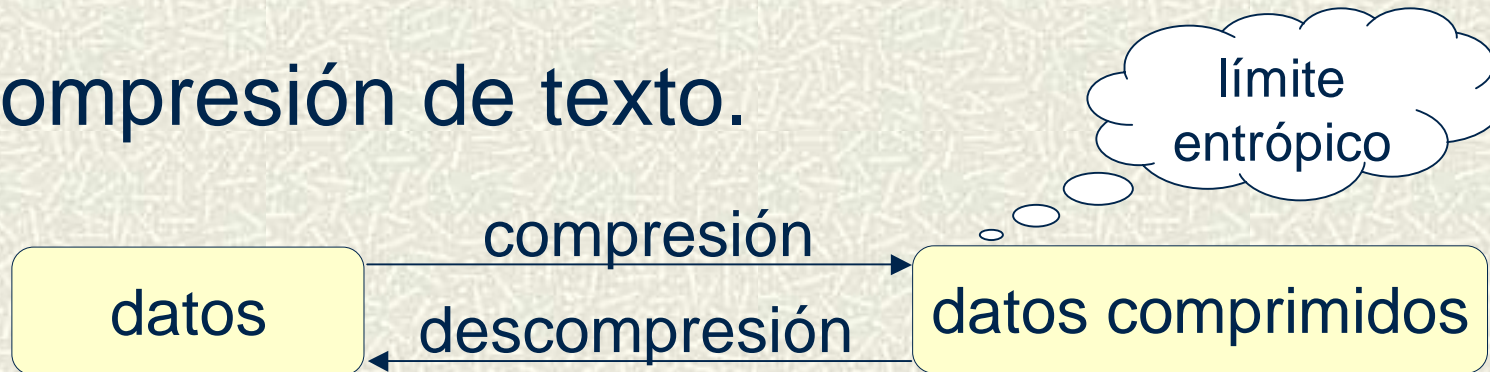 ompresión de texto.
límite
entrópico
compresión
datos
descompresión
datos comprimidos